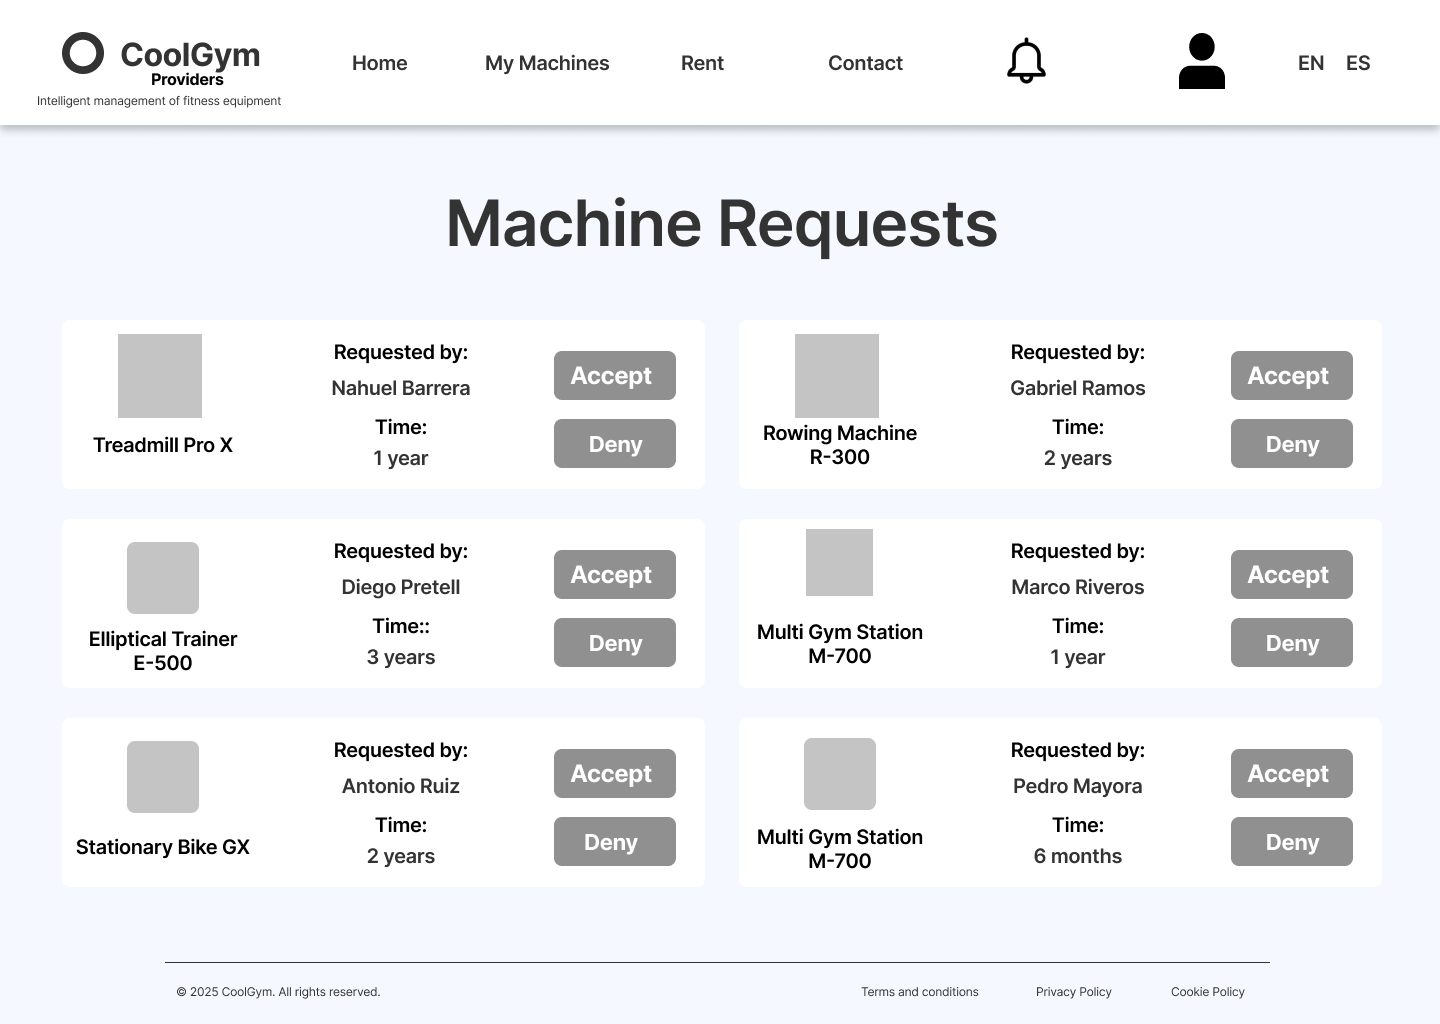 CoolGym
Providers
Intelligent management of fitness equipment
Home
My Machines
Rent
Contact
EN
ES
Machine Requests
Treadmill Pro X
Requested by:
Nahuel Barrera
Time:
1 year
Accept
Deny
Rowing Machine
R-300
Requested by:
Gabriel Ramos
Time:
2 years
Accept
Deny
Elliptical Trainer
E-500
Requested by:
Diego Pretell
Time::
3 years
Accept
Deny
Multi Gym Station
M-700
Requested by:
Marco Riveros
Time:
1 year
Accept
Deny
Stationary Bike GX
Requested by:
Antonio Ruiz
Time:
2 years
Accept
Deny
Multi Gym Station
M-700
Requested by:
Pedro Mayora
Time:
6 months
Accept
Deny
© 2025 CoolGym. All rights reserved.
Terms and conditions
Privacy Policy
Cookie Policy